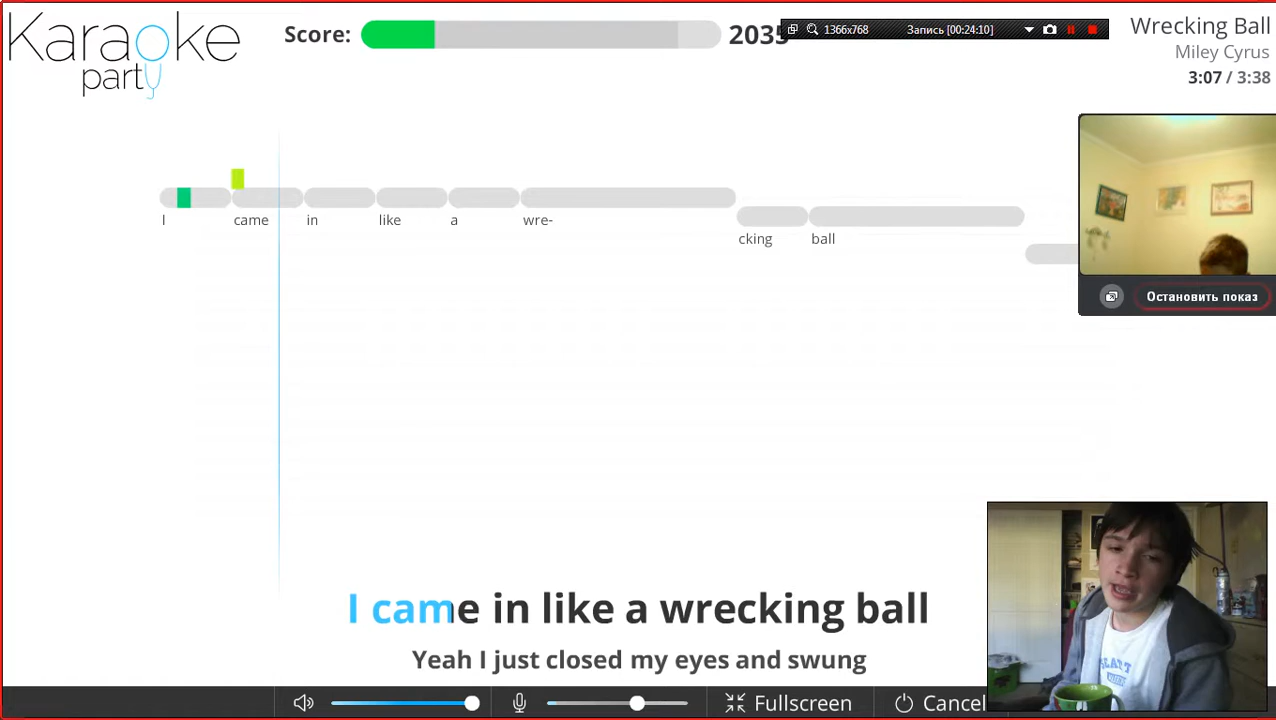 Karaoke
party
Score:
2035
1366x768
Запись [00:24:10]
Wrecking Ball
Miley Cyrus
3:07 / 3:38
I
came
in
like
a
wre-
cking
ball
Остановить показ
I came in like a wrecking ball
Yeah I just closed my eyes and swung
Fullscreen
Cancel